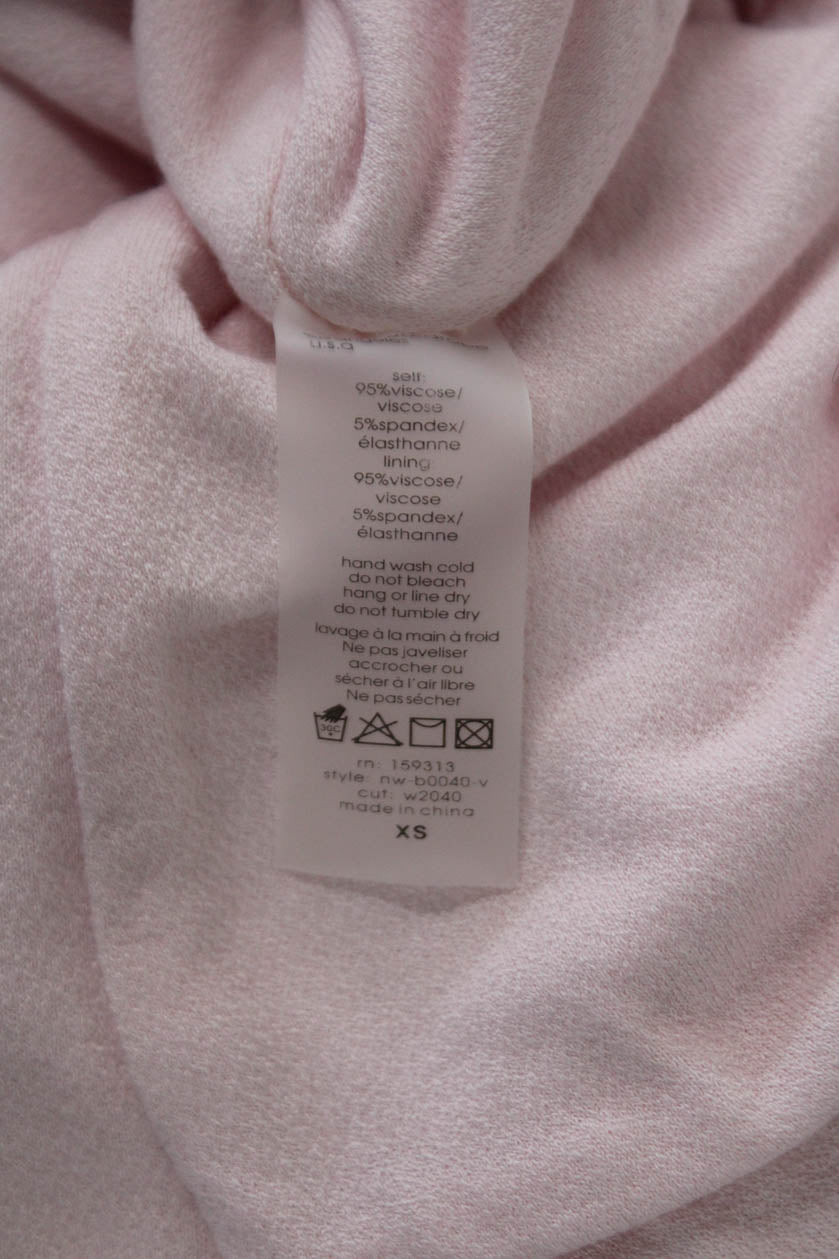 u.s.a
self:
95%viscose/
viscose
5%spandex/
élasthanne
lining:
95%viscose/
viscose
5%spandex/
élasthanne
hand wash cold
do not bleach
hang or line dry
do not tumble dry
lavage à la main à froid
Ne pas javeliser
accrocher ou
sécher à l'air libre
Ne pas sécher
30C
rn: 159313
style: nw-b0040-v
cut: w2040
made in china
XS